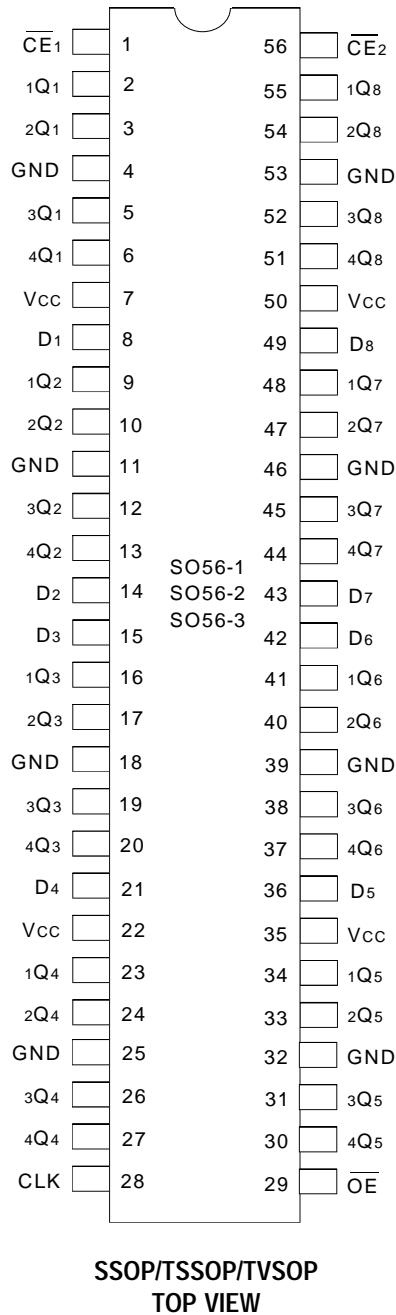 CE1 1 56 CE2
1Q1 2 55 1Q8
2Q1 3 54 2Q8
GND 4 53 GND
3Q1 5 52 3Q8
4Q1 6 51 4Q8
VCC 7 50 VCC
D1 8 49 D8
1Q2 9 48 1Q7
2Q2 10 47 2Q7
GND 11 46 GND
3Q2 12 45 3Q7
4Q2 13 44 4Q7
SO56-1
D2 14 SO56-2 43 D7
SO56-3
D3 15 42 D6
1Q3 16 41 1Q6
2Q3 17 40 2Q6
GND 18 39 GND
3Q3 19 38 3Q6
4Q3 20 37 4Q6
D4 21 36 D5
VCC 22 35 VCC
1Q4 23 34 1Q5
2Q4 24 33 2Q5
GND 25 32 GND
3Q4 26 31 3Q5
4Q4 27 30 4Q5
CLK 28 29 OE
SSOP/TSSOP/TVSOP
TOP VIEW